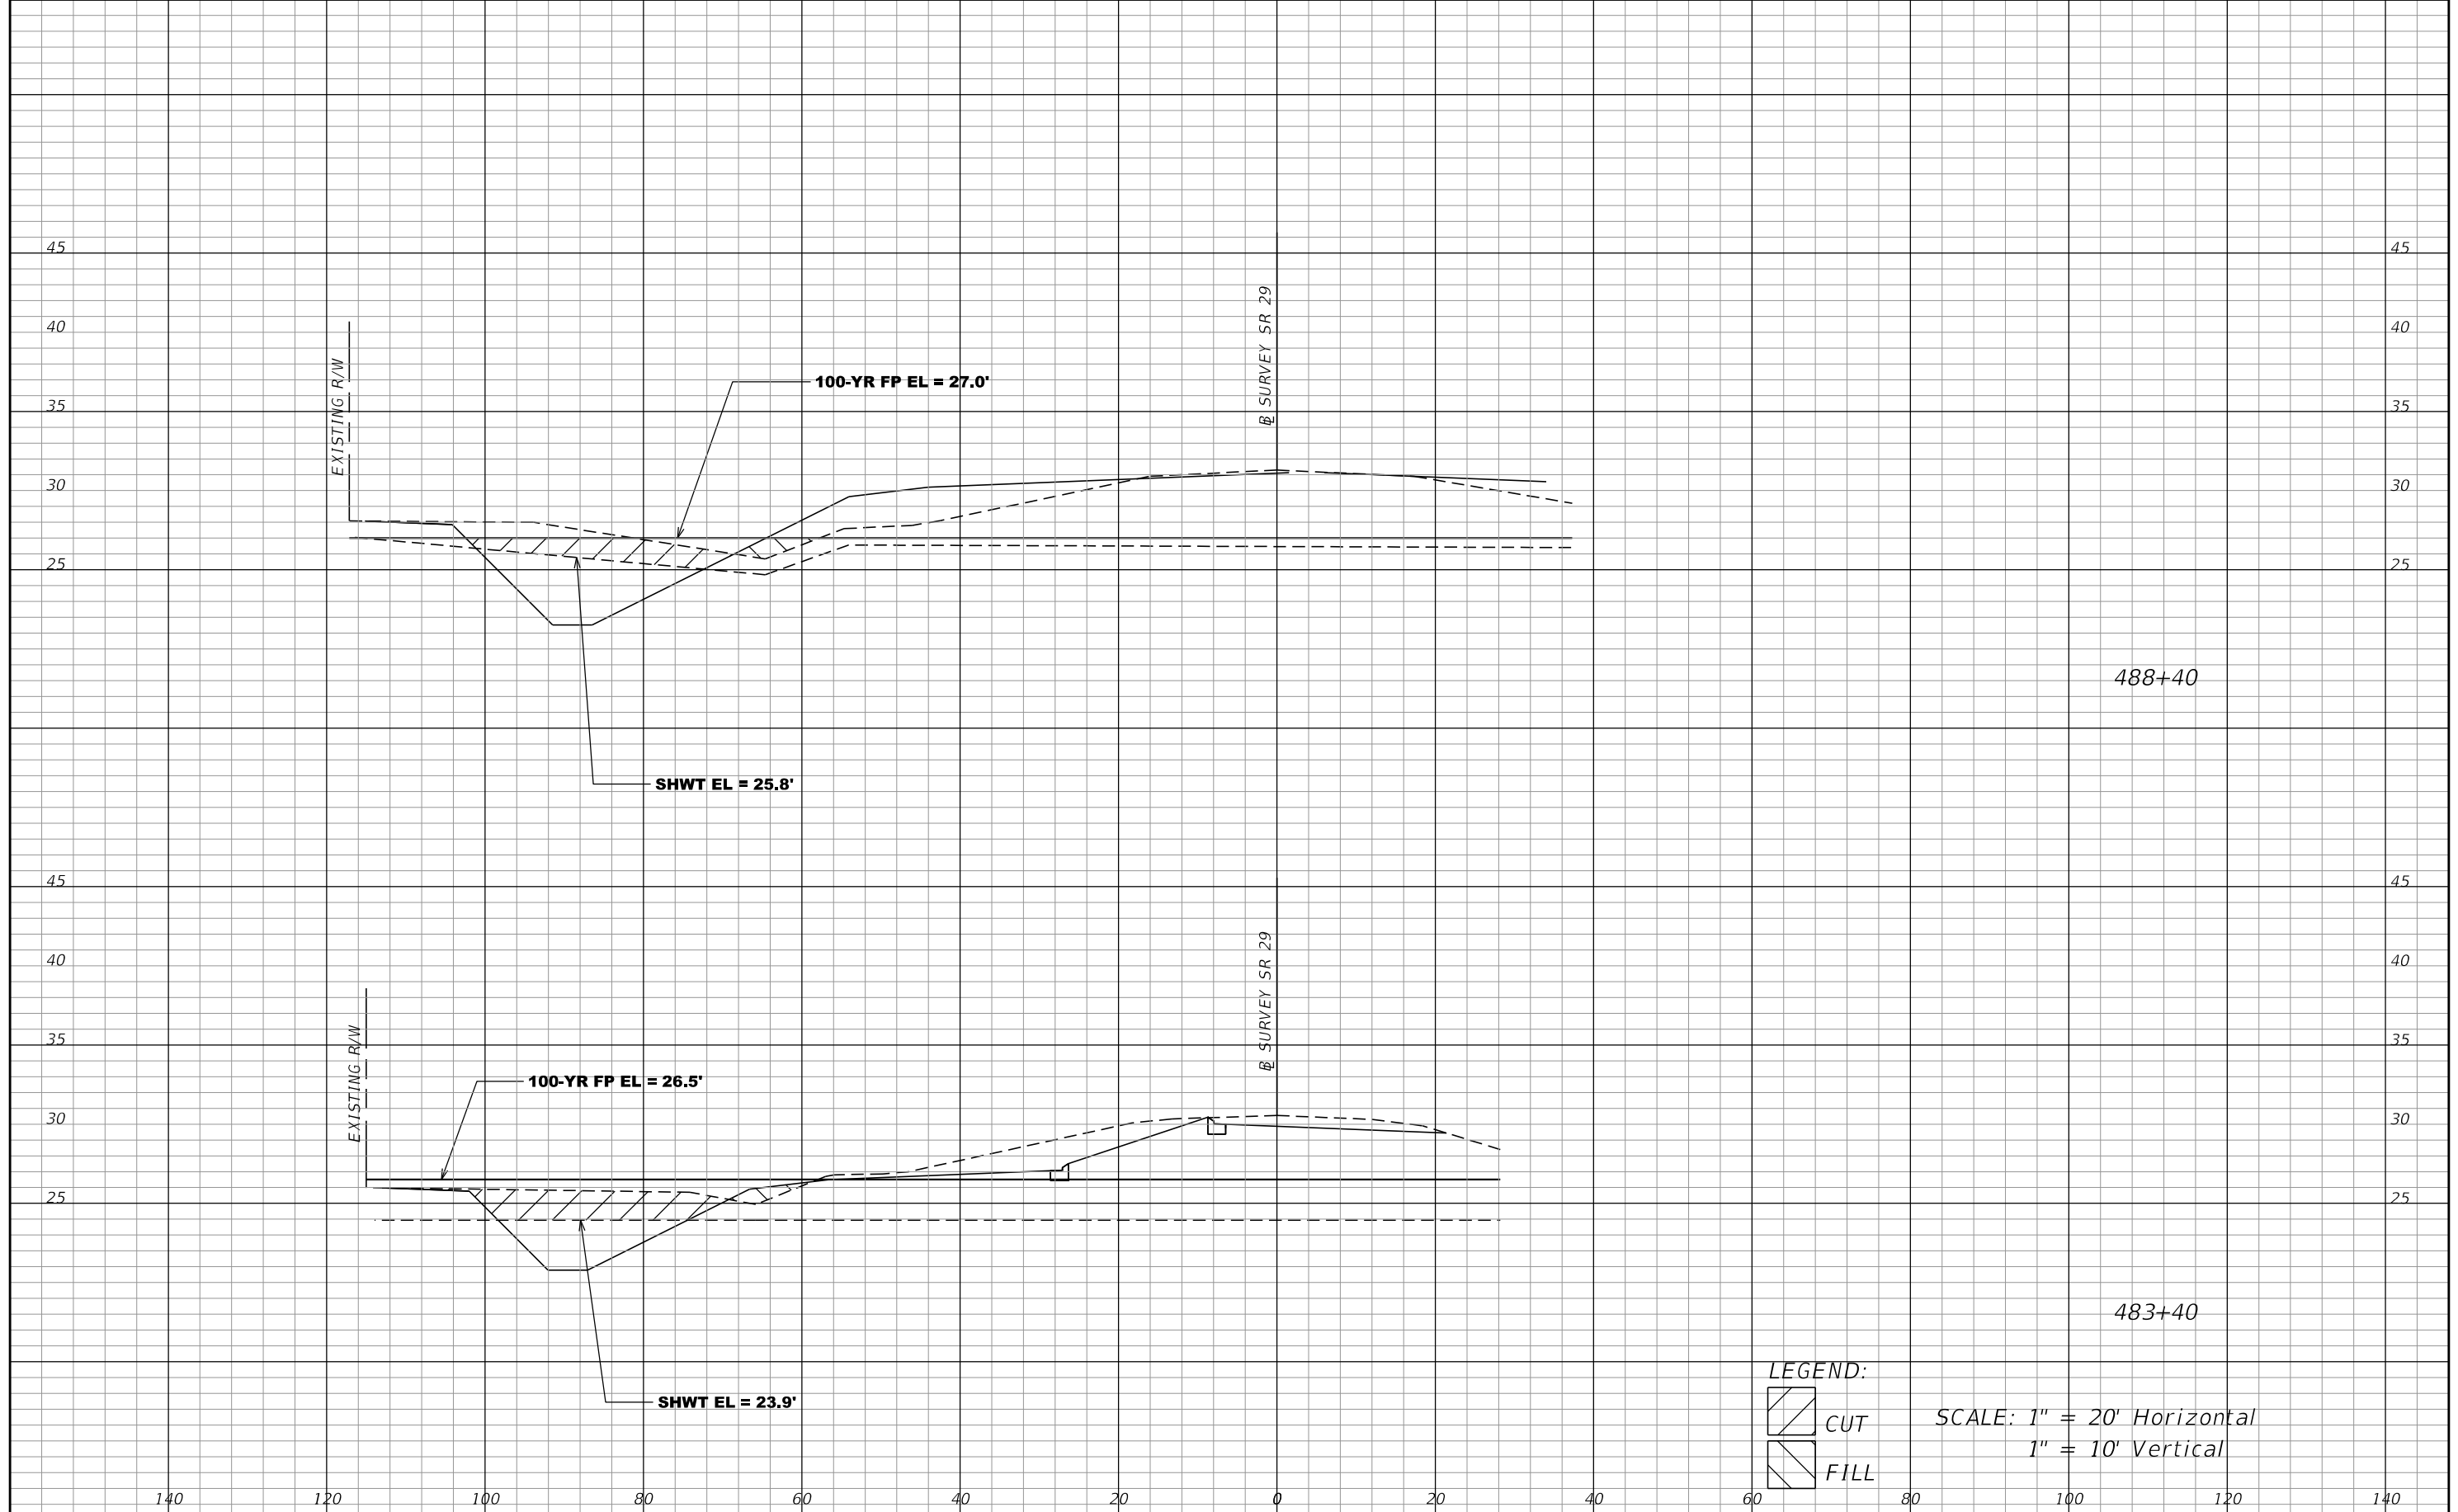 45 45
40 40
EXISTING R/W
100-YR FP EL = 27.0'
BL SURVEY SR 29
35 35
30 30
25 25
488+40
SHWT EL = 25.8'
45 45
40 40
EXISTING R/W
BL SURVEY SR 29
35 35
100-YR FP EL = 26.5'
30 30
25 25
483+40
SHWT EL = 23.9'
LEGEND:
CUT
FILL
SCALE: 1" = 20' Horizontal
1" = 10' Vertical
140 120 100 80 60 40 20 0 20 40 60 80 100 120 140